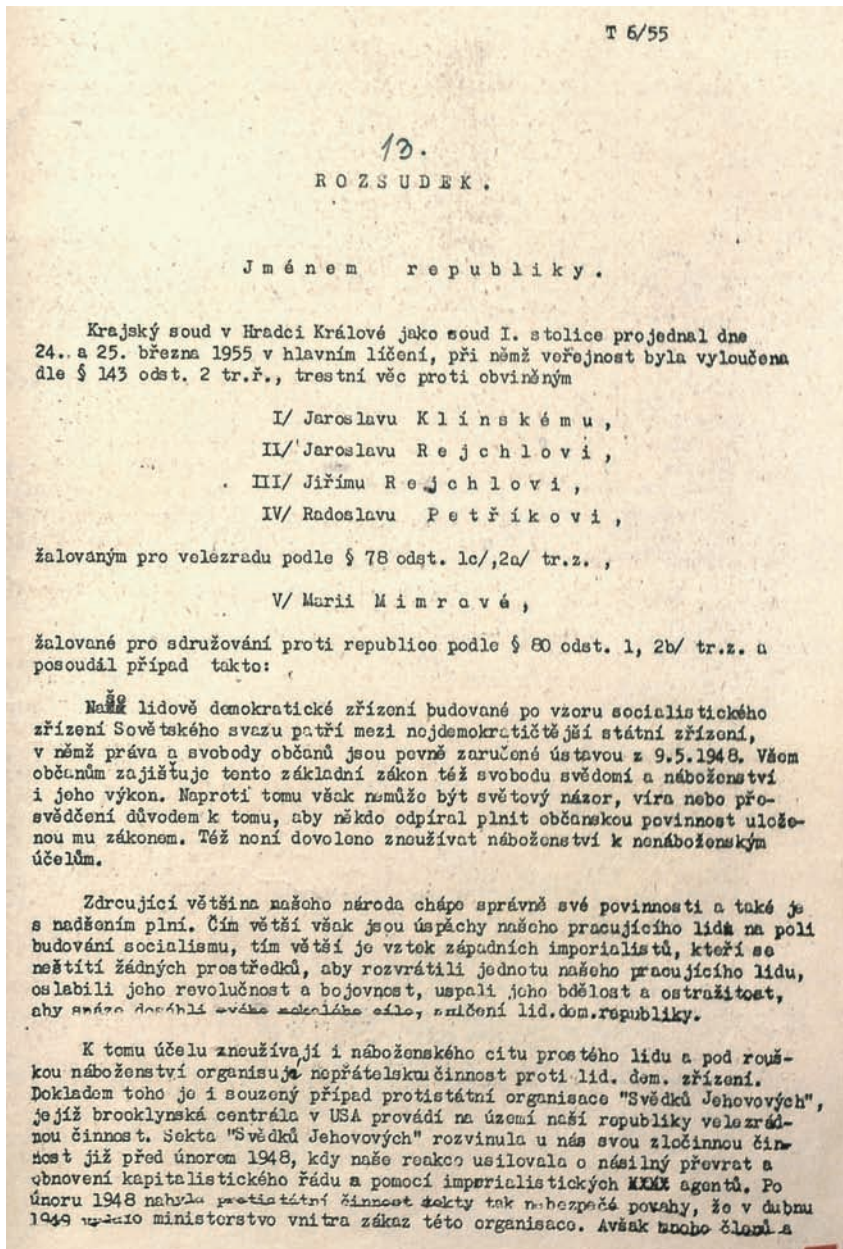 T 6/55
13.
ROZSUDEK.
Jménem republiky.
Krajský soud v Hradci Králové jako soud I. stolice projednal dne
24. a 25. března 1955 v hlavním líčení, při němž veřejnost byla vyloučena
dle § 143 odst. 2 tr.ř., trestní věc proti obviněným
I/ Jaroslavu Klínskému,
II/ Jaroslavu Rejchlovi,
III/ Jiřímu Rejchlovi,
IV/ Radoslavu Petříkovi,
žalovaným pro velezradu podle § 78 odst. 1c/,2a/ tr.z.,
V/ Marii Mimrové,
žalované pro sdružování proti republice podle § 80 odst. 1, 2b/ tr.z. a
posoudil případ takto:
Naše lidově demokratické zřízení budované po vzoru socialistického
zřízení Sovětského svazu patří mezi nejdemokratičtější státní zřízení,
v němž práva a svobody občanů jsou pevně zaručené ústavou z 9.5.1948. Všem
občanům zajišťuje tento základní zákon též svobodu svědomí a náboženství
i jeho výkon. Naproti tomu však nemůže být světový názor, víra nebo pře-
svědčení důvodem k tomu, aby někdo odpíral plnit občanskou povinnost ulože-
nou mu zákonem. Též není dovoleno zneužívat náboženství k nenáboženským
účelům.
Zdrcující většina našeho národa chápe správně své povinnosti a také je
s nadšením plní. Čím větší však jsou úspěchy našeho pracujícího lidu na poli
budování socialismu, tím větší je vztek západních imperialistů, kteří se
neštítí žádných prostředků, aby rozvrátili jednotu našeho pracujícího lidu,
oslabili jeho revolučnost a bojovnost, uspali jeho bdělost a ostražitost,
aby snáze dosáhli svého cíle, zničení lid.dom.republiky.
K tomu účelu zneužívají i náboženského citu prostého lidu a pod rouš-
kou náboženství organisují nepřátelskou činnost proti lid. dem. zřízení.
Dokladem toho je i souzený případ protistátní organisace "Svědků Jehovových",
jejíž brooklynská centrála v USA provádí na území naší republiky velezrád-
nou činnost. Sekta "Svědků Jehovových" rozvinula u nás svou zločinnou čin-
nost již před únorem 1948, kdy naše reakce usilovala o násilný převrat a
obnovení kapitalistického řádu a pomocí imperialistických agentů. Po
únoru 1948 nabyla protistátní činnost sekty tak nebezpečé povahy, že v dubnu
1949 ministerstvo vnitra zákaz této organisace. Avšak mnoho členů a